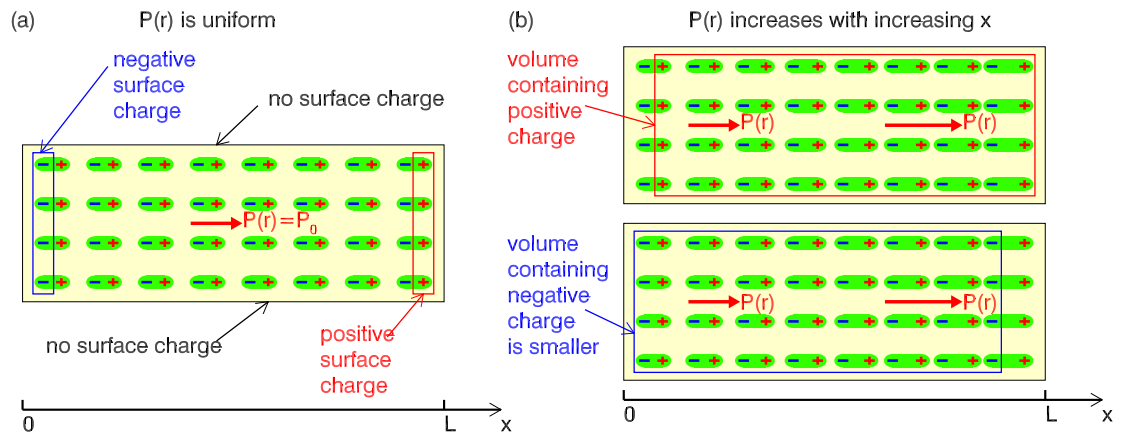 (a)
P(r) is uniform
negative
surface
charge
no surface charge
P(r)=P₀
no surface charge
positive
surface
charge
0
L
x
(b)
P(r) increases with increasing x
volume
containing
positive
charge
P(r)
P(r)
volume
containing
negative
charge
is smaller
P(r)
P(r)
0
L
x